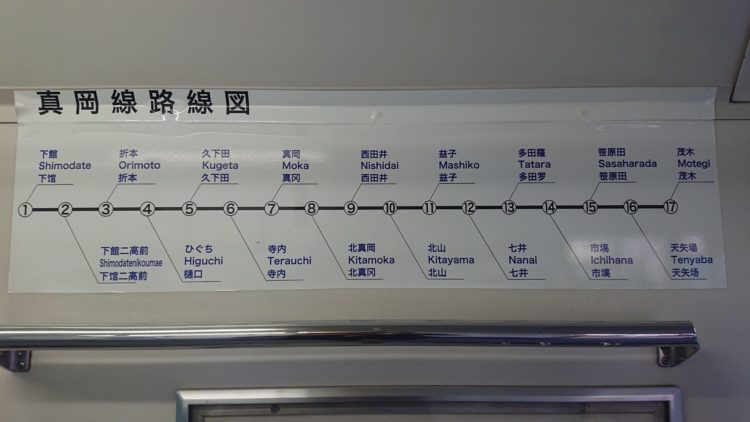 真岡線路線図
下館
Shimodate
下馆
折本
Orimoto
折本
久下田
Kugeta
久下田
真岡
Moka
真冈
西田井
Nishidai
西田井
益子
Mashiko
益子
多田羅
Tatara
多田罗
笹原田
Sasaharada
笹原田
茂木
Motegi
茂木
① ② ③ ④ ⑤ ⑥ ⑦ ⑧ ⑨ ⑩ ⑪ ⑫ ⑬ ⑭ ⑮ ⑯ ⑰
下館二高前
Shimodatenikoumae
下馆二高前
ひぐち
Higuchi
樋口
寺内
Terauchi
寺内
北真岡
Kitamoka
北真冈
北山
Kitayama
北山
七井
Nanai
七井
市塙
Ichihana
市塙
天矢場
Tenyaba
天矢场